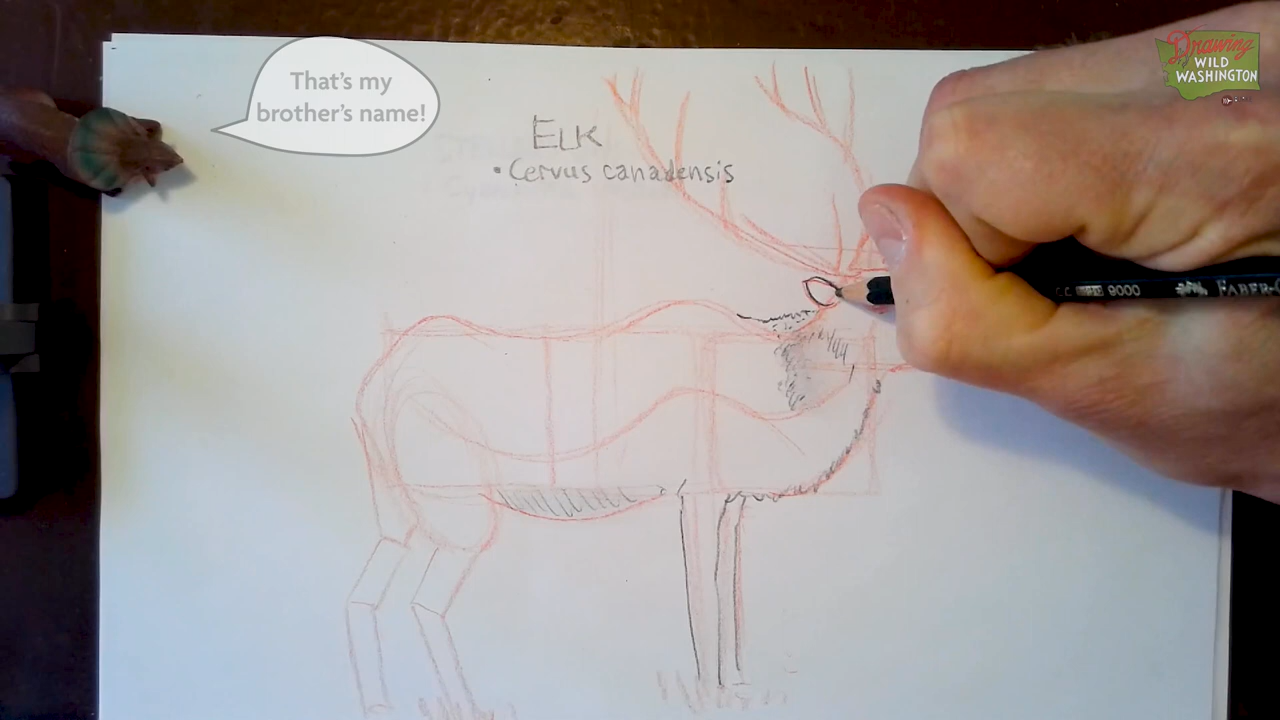 That's my
brother's name!
ELK
• Cervus canadensis
Drawing
WILD
WASHINGTON
9000
FABER-C